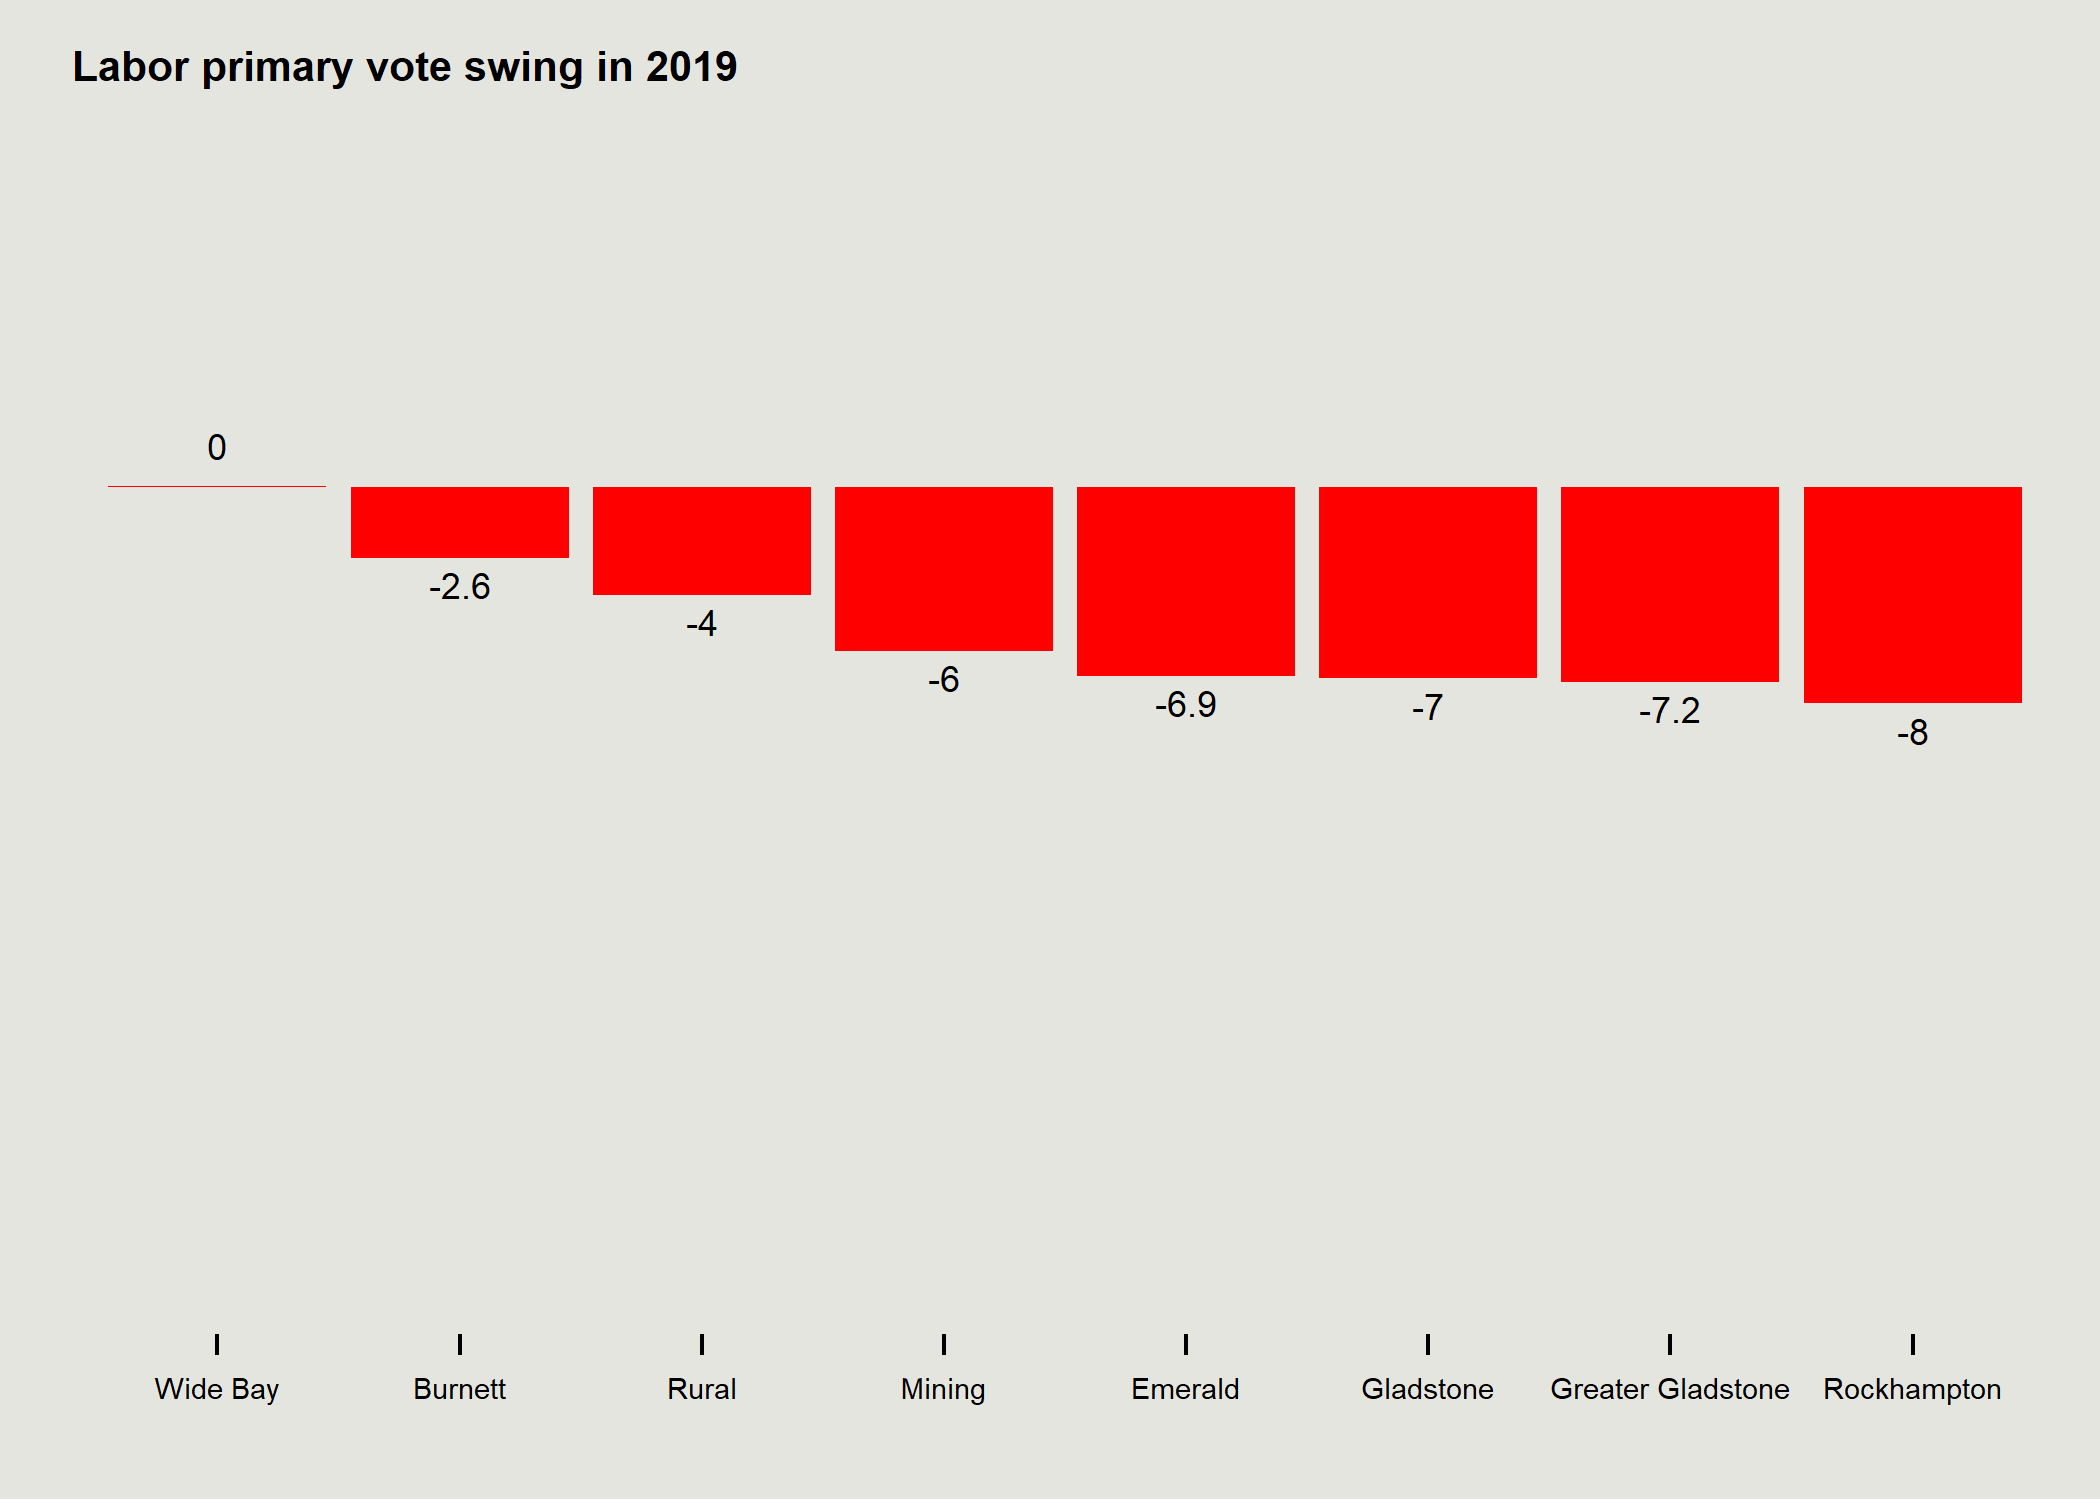 Labor primary vote swing in 2019
0
-2.6
-4
-6
-6.9
-7
-7.2
-8
Wide Bay
Burnett
Rural
Mining
Emerald
Gladstone
Greater Gladstone
Rockhampton